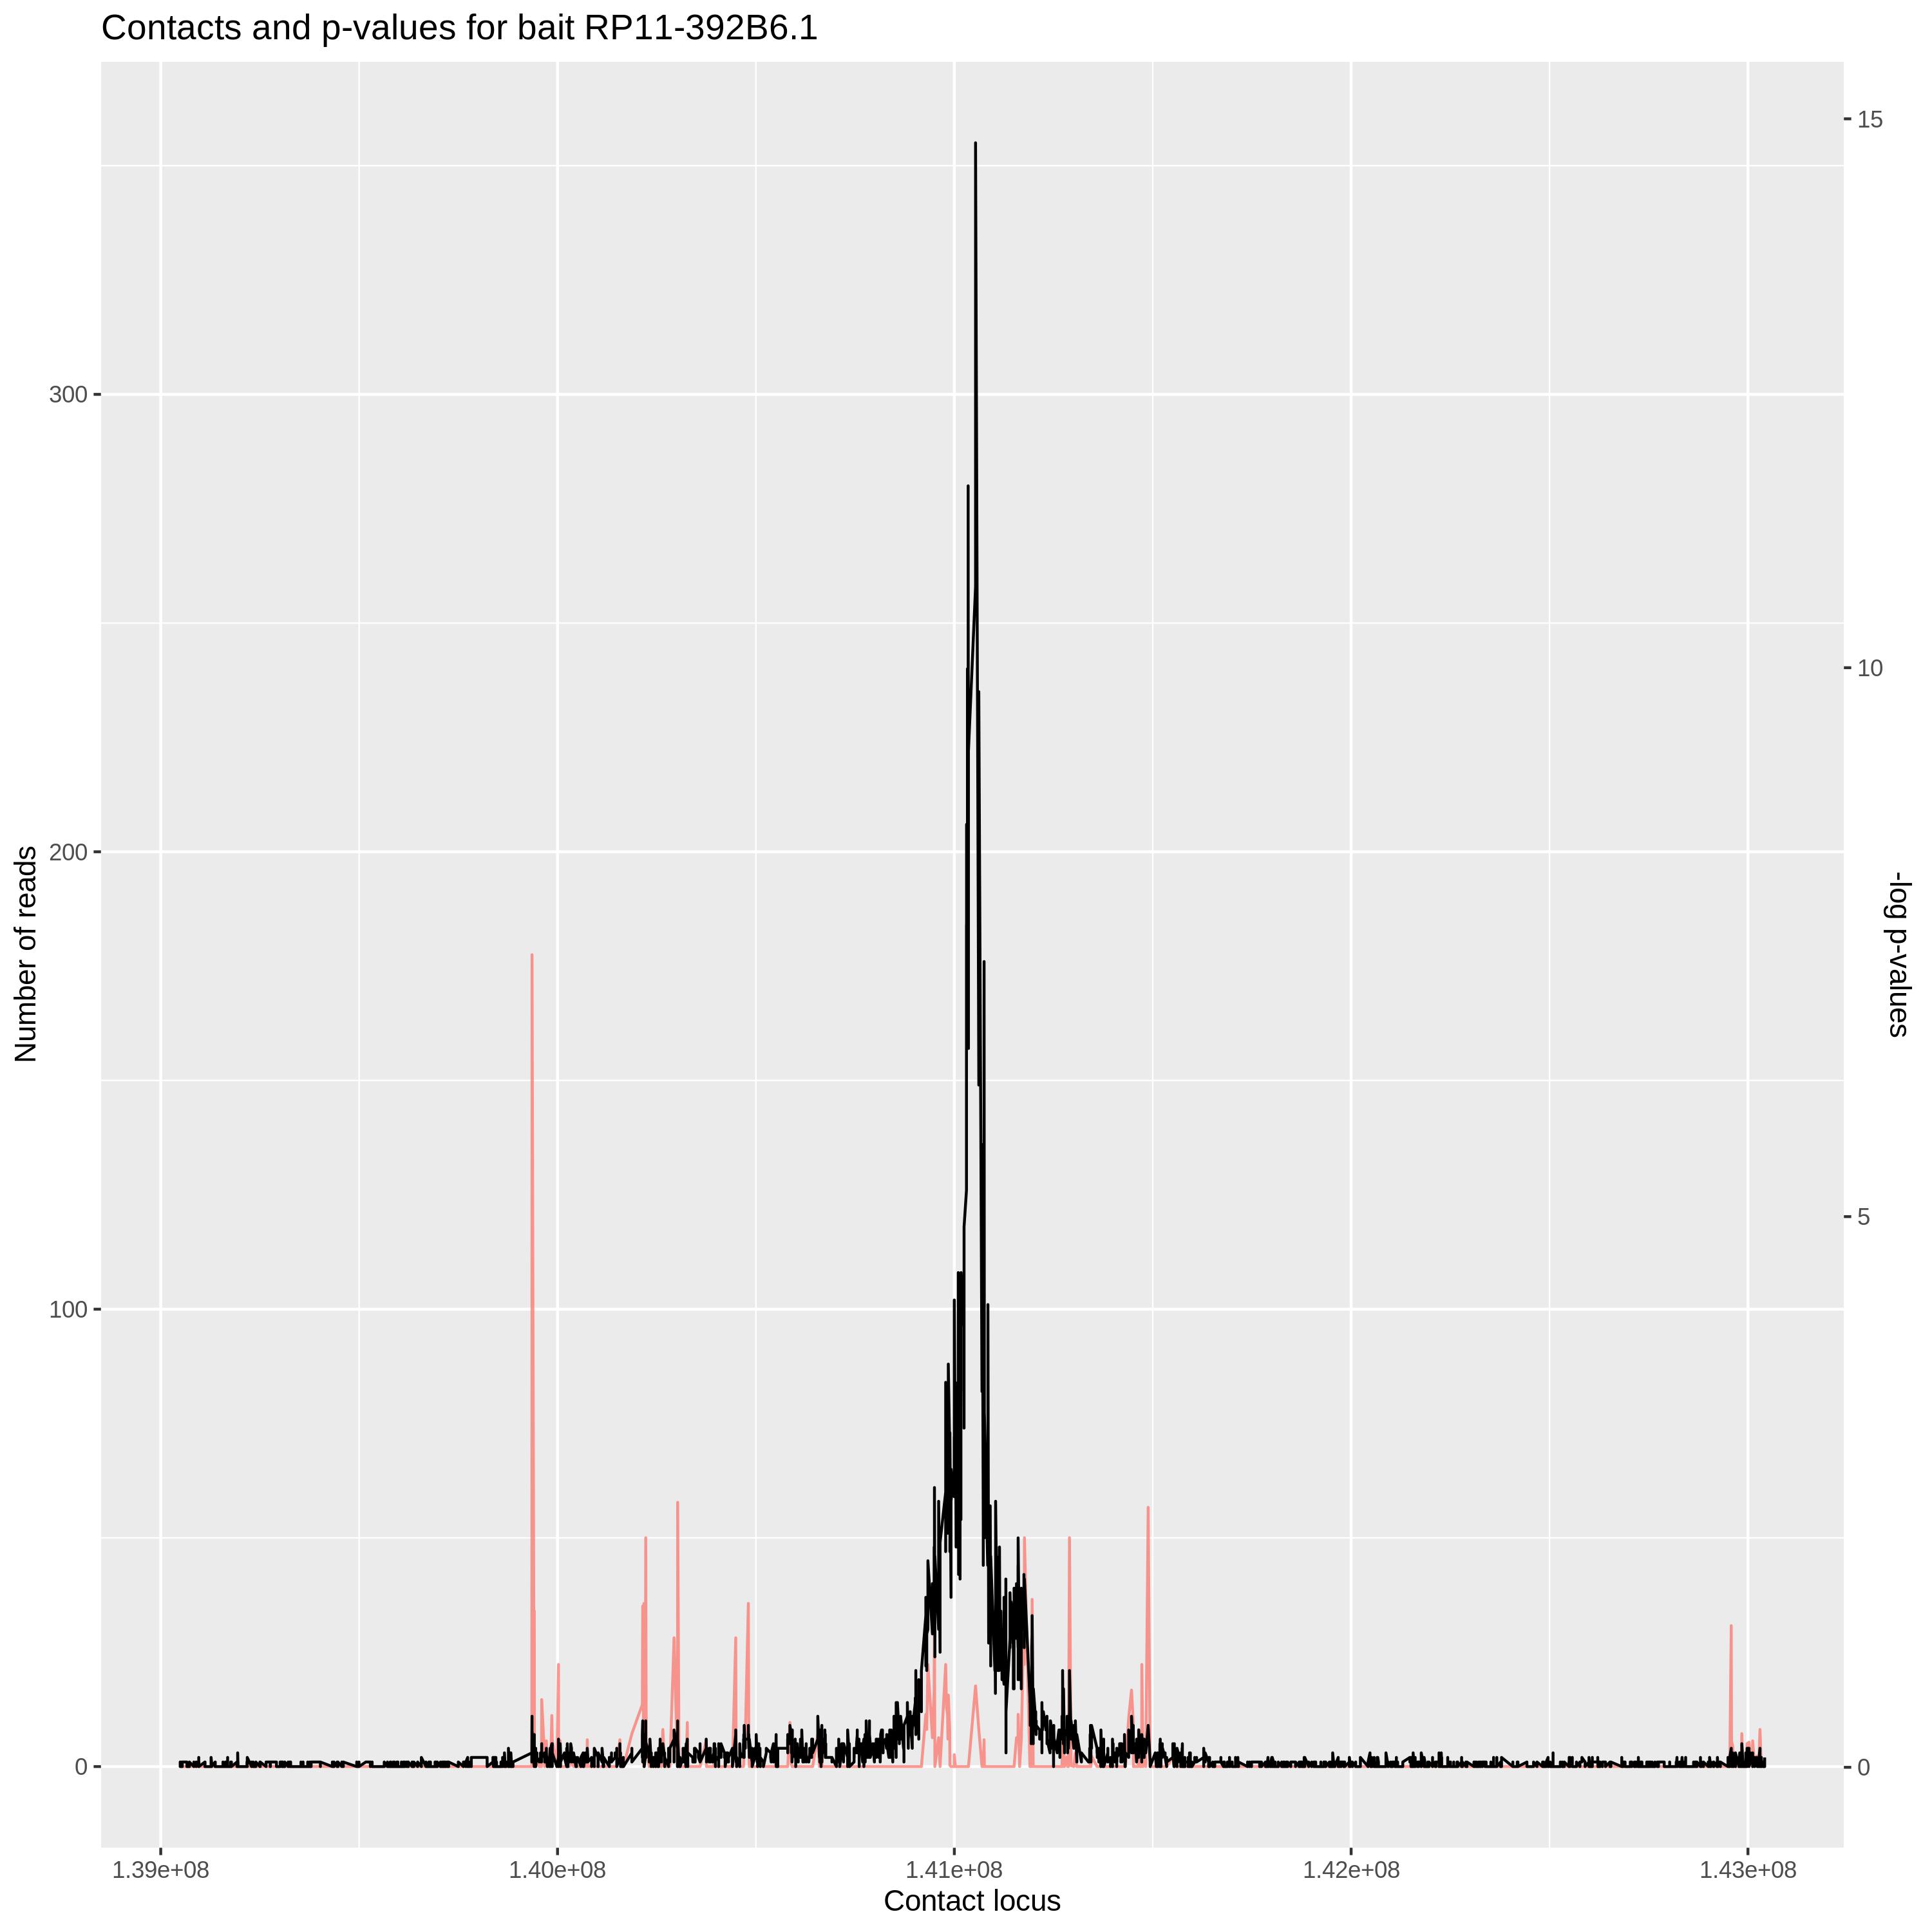 Contacts and p-values for bait RP11-392B6.1
15
300
10
200
Number of reads
-log p-values
5
100
0
0
1.39e+08
1.40e+08
1.41e+08
1.42e+08
1.43e+08
Contact locus